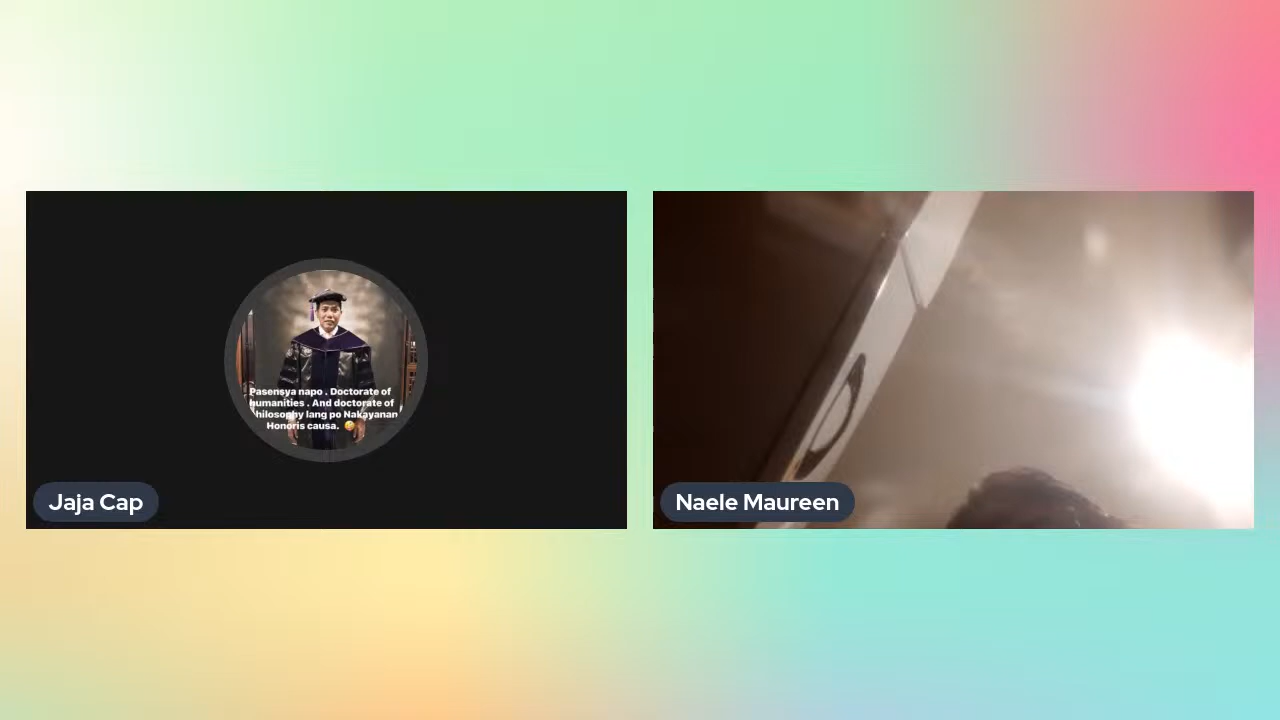 Pasensya napo . Doctorate of
humanities . And doctorate of
hilosophy lang po Nakayanan
Honoris causa. 🥰
Jaja Cap
Naele Maureen